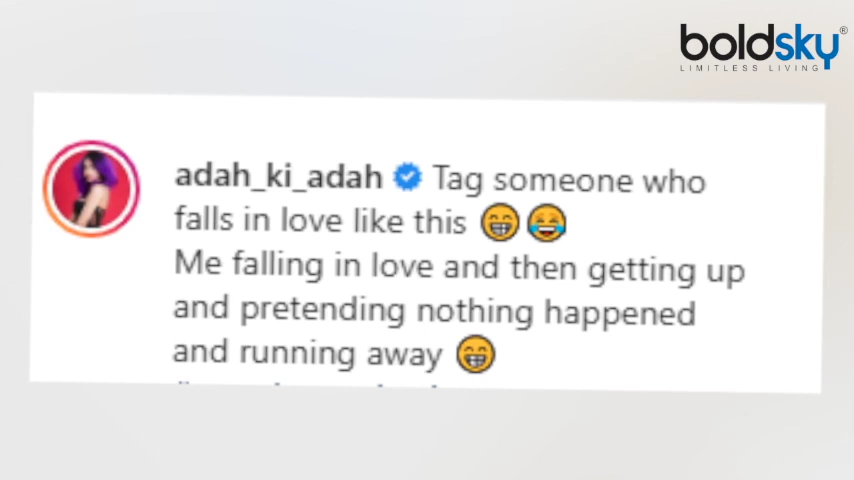 boldsky®
LIMITLESS LIVING
adah_ki_adah Tag someone who
falls in love like this 😁😂
Me falling in love and then getting up
and pretending nothing happened
and running away 😁